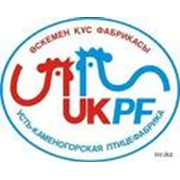 ӨСКЕМЕН ҚҰС ФАБРИКАСЫ
UKPF
УСТЬ-КАМЕНОГОРСКАЯ ПТИЦЕФАБРИКА